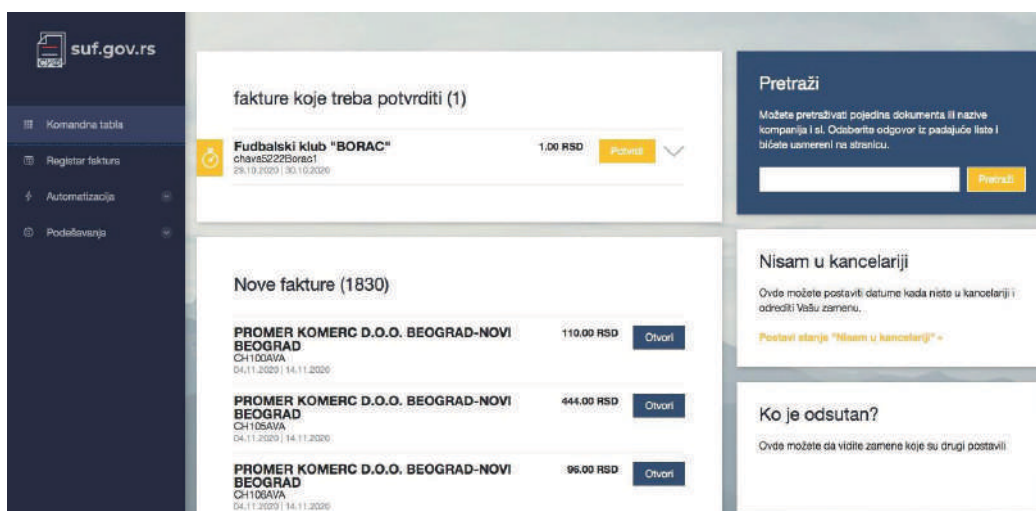 suf.gov.rs
Komandna tabla
Registar faktura
Automatizacija
Podešavanja
fakture koje treba potvrditi (1)
Fudbalski klub "BORAC"
chava5222Borac1
29.10.2020 | 30.10.2020
1.00 RSD
Potvrdi
Nove fakture (1830)
PROMER KOMERC D.O.O. BEOGRAD-NOVI
BEOGRAD
CH100AVA
04.11.2020 | 14.11.2020
110.00 RSD
Otvori
PROMER KOMERC D.O.O. BEOGRAD-NOVI
BEOGRAD
CH105AVA
04.11.2020 | 14.11.2020
444.00 RSD
Otvori
PROMER KOMERC D.O.O. BEOGRAD-NOVI
BEOGRAD
CH106AVA
04.11.2020 | 14.11.2020
96.00 RSD
Otvori
Pretraži
Možete pretraživati pojedina dokumenta ili nazive
kompanija i sl. Odaberite odgovor iz padajuće liste i
bićete usmereni na stranicu.
Pretraži
Nisam u kancelariji
Ovde možete postaviti datume kada niste u kancelariji i
odrediti Vašu zamenu.
Postavi stanje "Nisam u kancelariji" »
Ko je odsutan?
Ovde možete da vidite zamene koje su drugi postavili